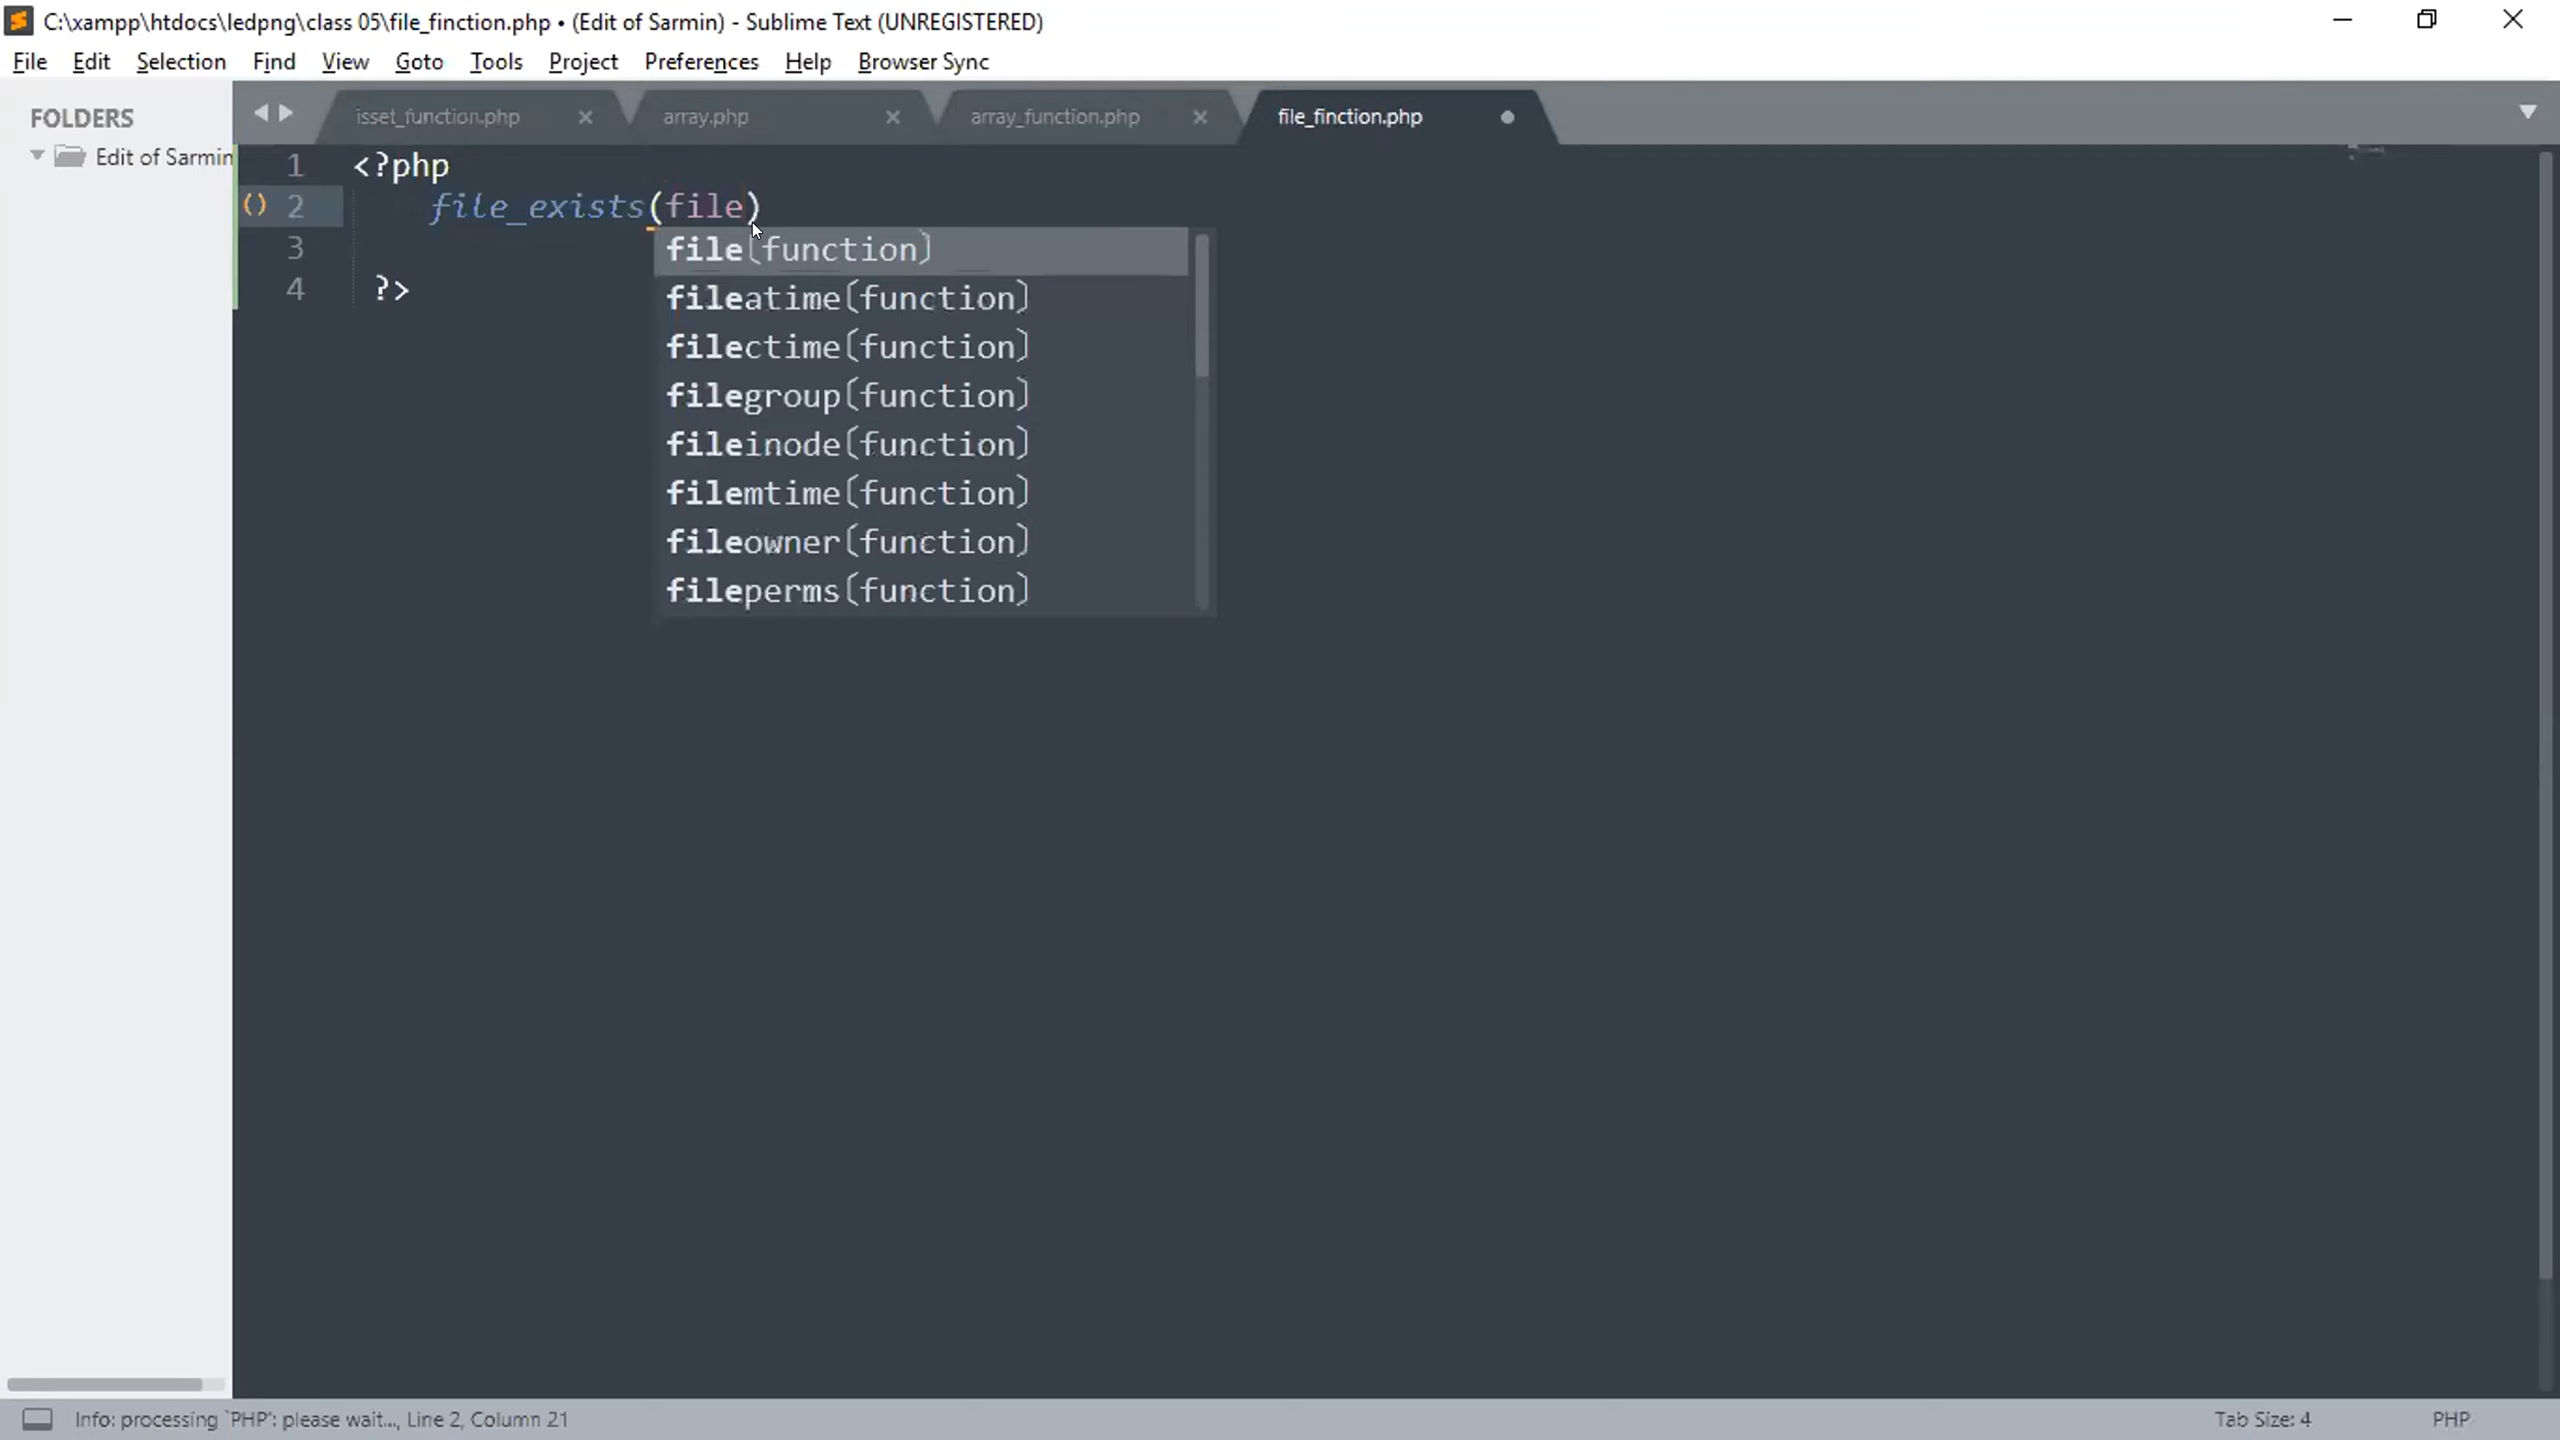 C:\xampp\htdocs\ledpng\class 05\file_finction.php • (Edit of Sarmin) - Sublime Text (UNREGISTERED)
File Edit Selection Find View Goto Tools Project Preferences Help Browser Sync
FOLDERS
Edit of Sarmin
isset_function.php
array.php
array_function.php
file_finction.php
1 <?php
() 2 file_exists(file)
3
4 ?>
file(function)
fileatime(function)
filectime(function)
filegroup(function)
fileinode(function)
filemtime(function)
fileowner(function)
fileperms(function)
Info: processing `PHP`: please wait..., Line 2, Column 21
Tab Size: 4
PHP